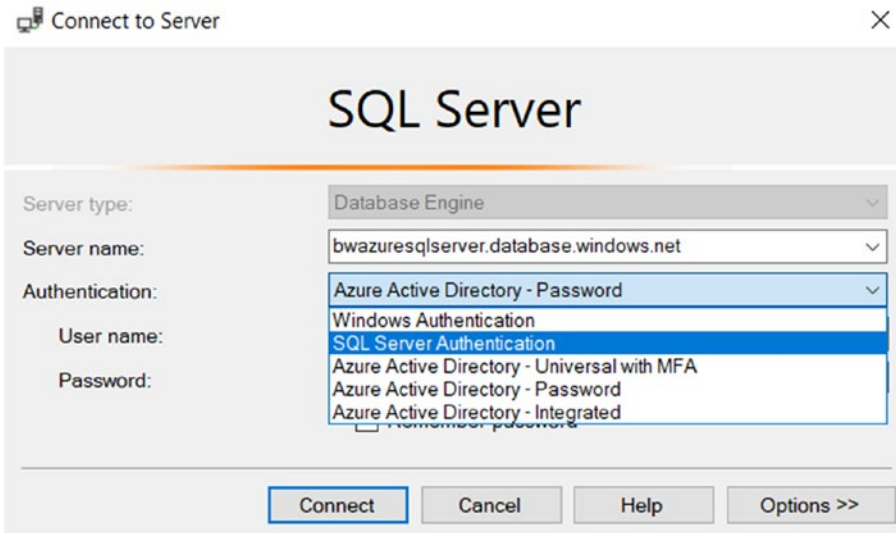 Connect to Server
SQL Server
Server type:
Database Engine
Server name:
bwazuresqlserver.database.windows.net
Authentication:
Azure Active Directory - Password
Windows Authentication
User name:
SQL Server Authentication
Azure Active Directory - Universal with MFA
Password:
Azure Active Directory - Password
Azure Active Directory - Integrated
Remember password
Connect
Cancel
Help
Options >>